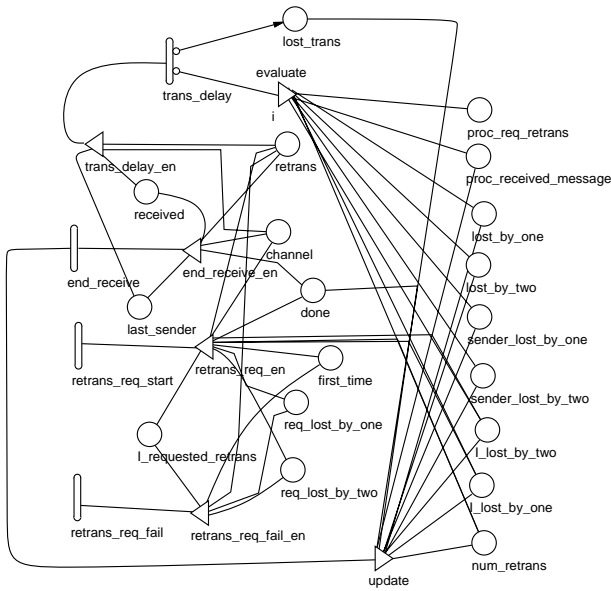 lost_trans
evaluate
trans_delay
i
proc_req_retrans
trans_delay_en
retrans
proc_received_message
received
lost_by_one
channel
end_receive
end_receive_en
lost_by_two
last_sender
done
sender_lost_by_one
retrans_req_start
retrans_req_en
first_time
sender_lost_by_two
req_lost_by_one
I_requested_retrans
I_lost_by_two
req_lost_by_two
I_lost_by_one
retrans_req_fail
retrans_req_fail_en
num_retrans
update